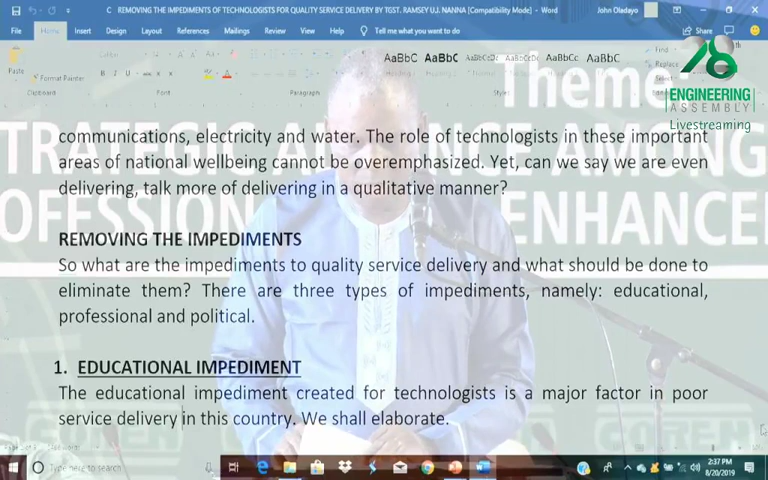 C REMOVING THE IMPEDIMENTS OF TECHNOLOGISTS FOR QUALITY SERVICE DELIVERY BY TGST. RAMSEY U.J. NANNA [Compatibility Mode] - Word
John Oladayo
File Home Insert Design Layout References Mailings Review View Help Tell me what you want to do Share
Paste
Format Painter
B I U
AaBbC AaBbC AaBbCcDc AaBbCcDc AaBbCc AaBbC
Find
Replace
Select
Clipboard Font Paragraph Styles
Theme
ENGINEERING
ASSEMBLY
Livestreaming
TRATEGIC
AMONG
OFESSION
ENHANCE
communications, electricity and water. The role of technologists in these important
areas of national wellbeing cannot be overemphasized. Yet, can we say we are even
delivering, talk more of delivering in a qualitative manner?
REMOVING THE IMPEDIMENTS
So what are the impediments to quality service delivery and what should be done to
eliminate them? There are three types of impediments, namely: educational,
professional and political.
1. EDUCATIONAL IMPEDIMENT
The educational impediment created for technologists is a major factor in poor
service delivery in this country. We shall elaborate.
Type here to search
2:37 PM
8/20/2019